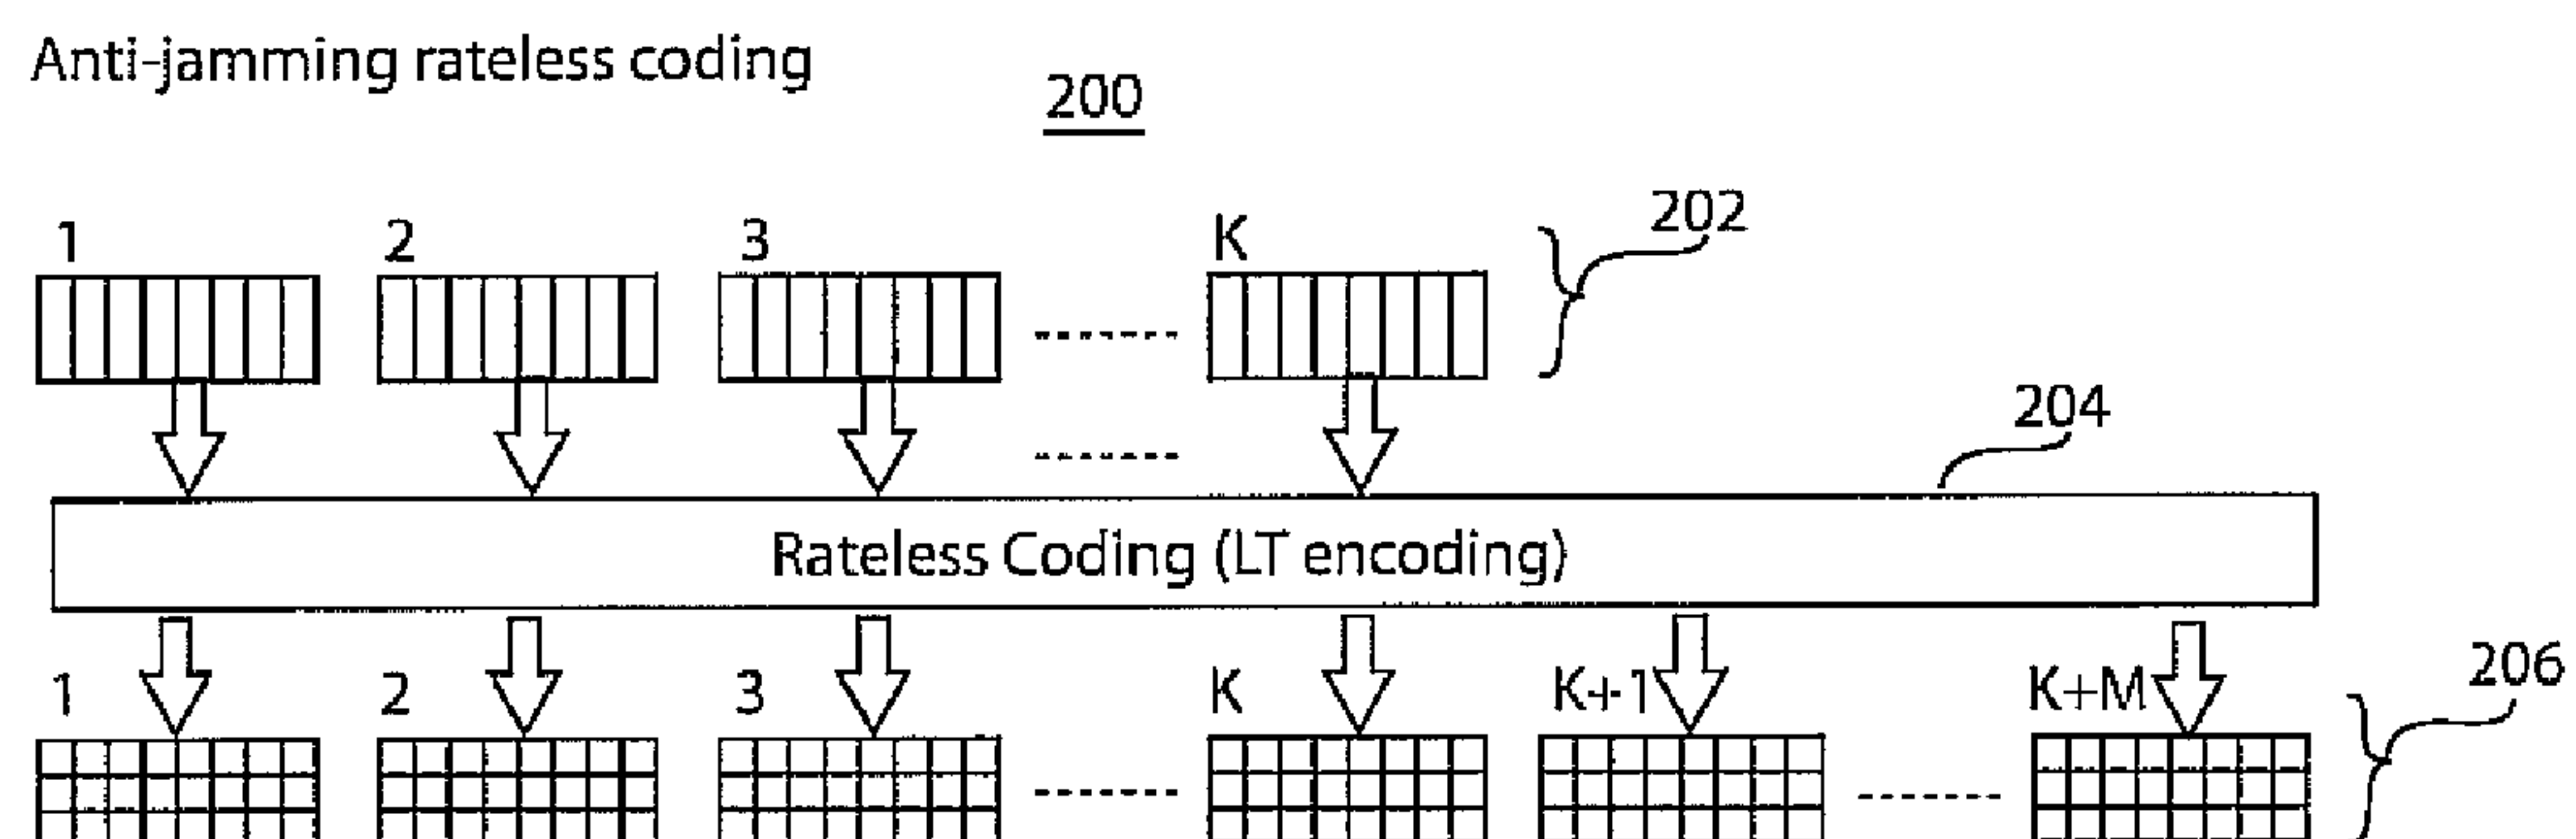 Anti-jamming rateless coding
200
1 2 3 K 202
204
Rateless Coding (LT encoding)
1 2 3 K K+1 K+M 206